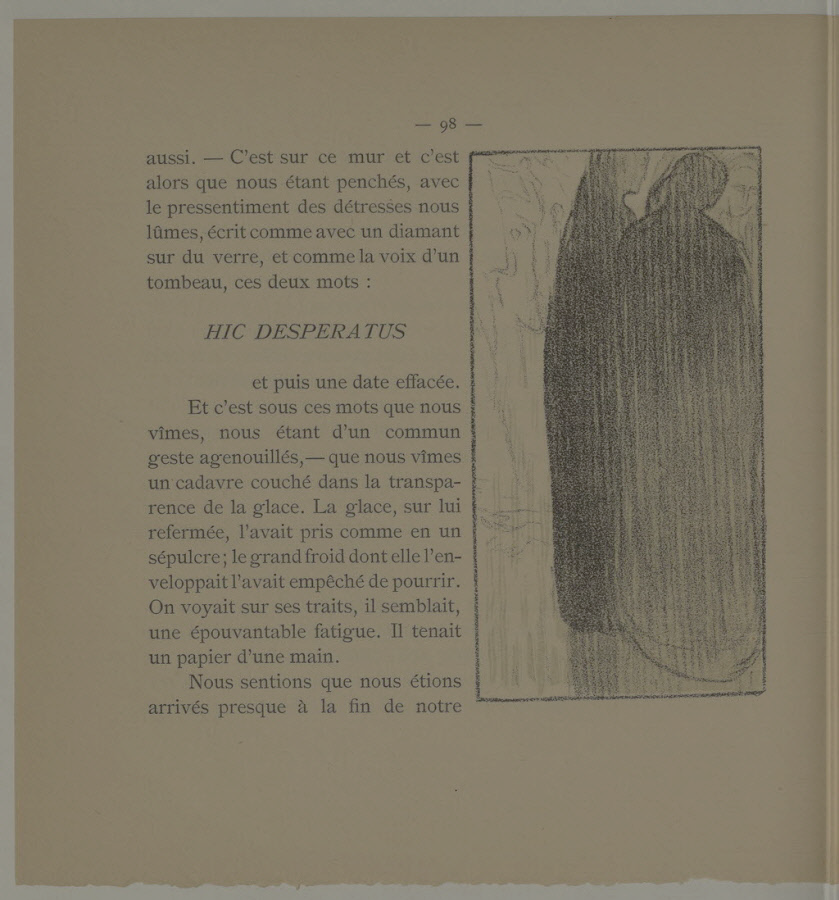 — 98 —
aussi. — C'est sur ce mur et c'est
alors que nous étant penchés, avec
le pressentiment des détresses nous
lûmes, écrit comme avec un diamant
sur du verre, et comme la voix d'un
tombeau, ces deux mots :
HIC DESPERATUS
et puis une date effacée.
Et c'est sous ces mots que nous
vîmes, nous étant d'un commun
geste agenouillés,— que nous vîmes
un cadavre couché dans la transpa-
rence de la glace. La glace, sur lui
refermée, l'avait pris comme en un
sépulcre; le grand froid dont elle l'en-
veloppait l'avait empêché de pourrir.
On voyait sur ses traits, il semblait,
une épouvantable fatigue. Il tenait
un papier d'une main.
Nous sentions que nous étions
arrivés presque à la fin de notre